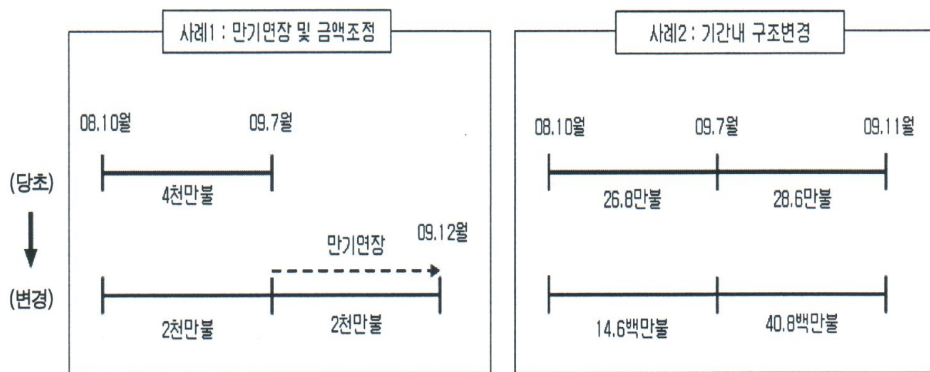 사례1 : 만기연장 및 금액조정
08.10월 09.7월
(당초)
4천만불
만기연장 09.12월
(변경)
2천만불 2천만불
사례2 : 기간내 구조변경
08.10월 09.7월 09.11월
26.8만불 28.6만불
14.6백만불 40.8백만불